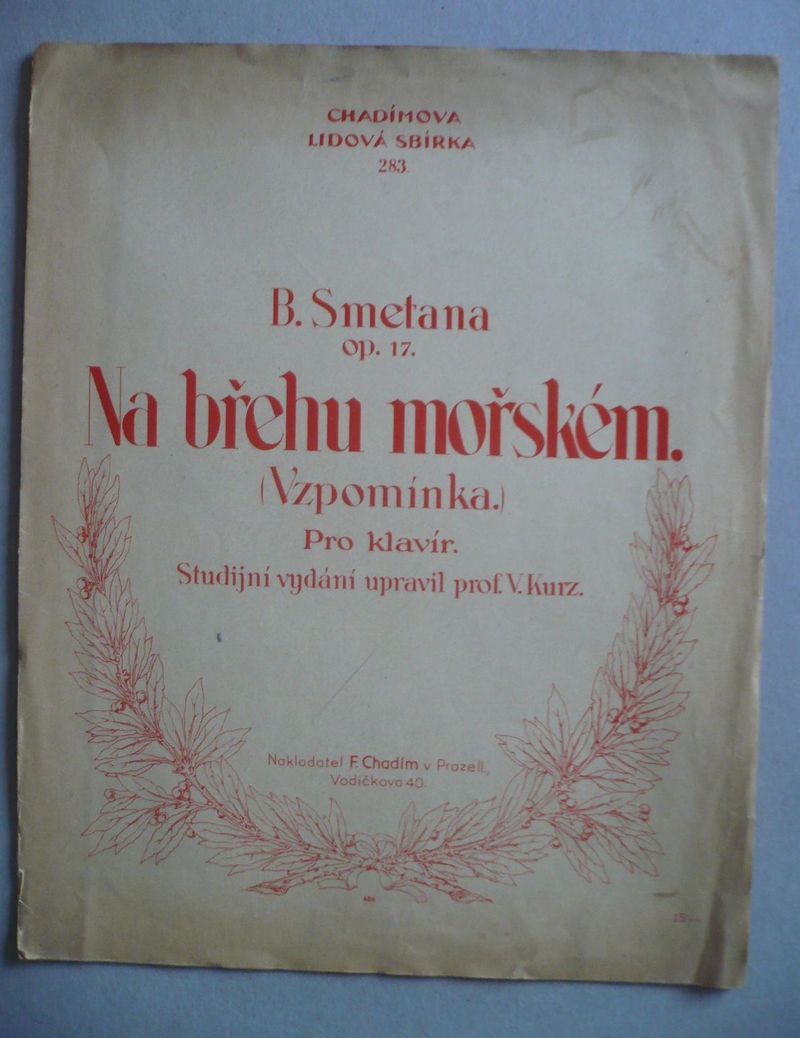 CHADÍMOVA
LIDOVÁ SBÍRKA
283.
B. Smetana
op. 17.
Na břehu mořském.
(Vzpomínka.)
Pro klavír.
Studijní vydání upravil prof. V. Kurz.
Nakladatel F. Chadím v Praze II.,
Vodičkova 40.